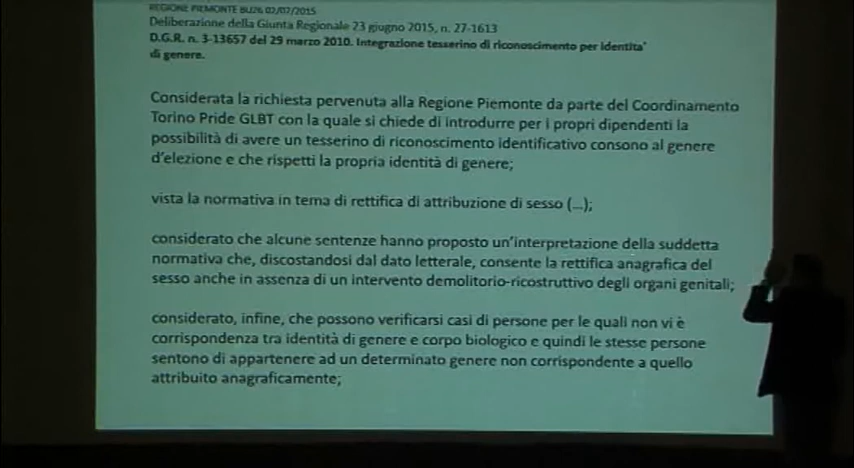 REGIONE PIEMONTE BU26 02/07/2015
Deliberazione della Giunta Regionale 23 giugno 2015, n. 27-1613
D.G.R. n. 3-13657 del 29 marzo 2010. Integrazione tesserino di riconoscimento per identita'
di genere.
Considerata la richiesta pervenuta alla Regione Piemonte da parte del Coordinamento
Torino Pride GLBT con la quale si chiede di introdurre per i propri dipendenti la
possibilità di avere un tesserino di riconoscimento identificativo consono al genere
d'elezione e che rispetti la propria identità di genere;
vista la normativa in tema di rettifica di attribuzione di sesso (...);
considerato che alcune sentenze hanno proposto un'interpretazione della suddetta
normativa che, discostandosi dal dato letterale, consente la rettifica anagrafica del
sesso anche in assenza di un intervento demolitorio-ricostruttivo degli organi genitali;
considerato, infine, che possono verificarsi casi di persone per le quali non vi è
corrispondenza tra identità di genere e corpo biologico e quindi le stesse persone
sentono di appartenere ad un determinato genere non corrispondente a quello
attribuito anagraficamente;